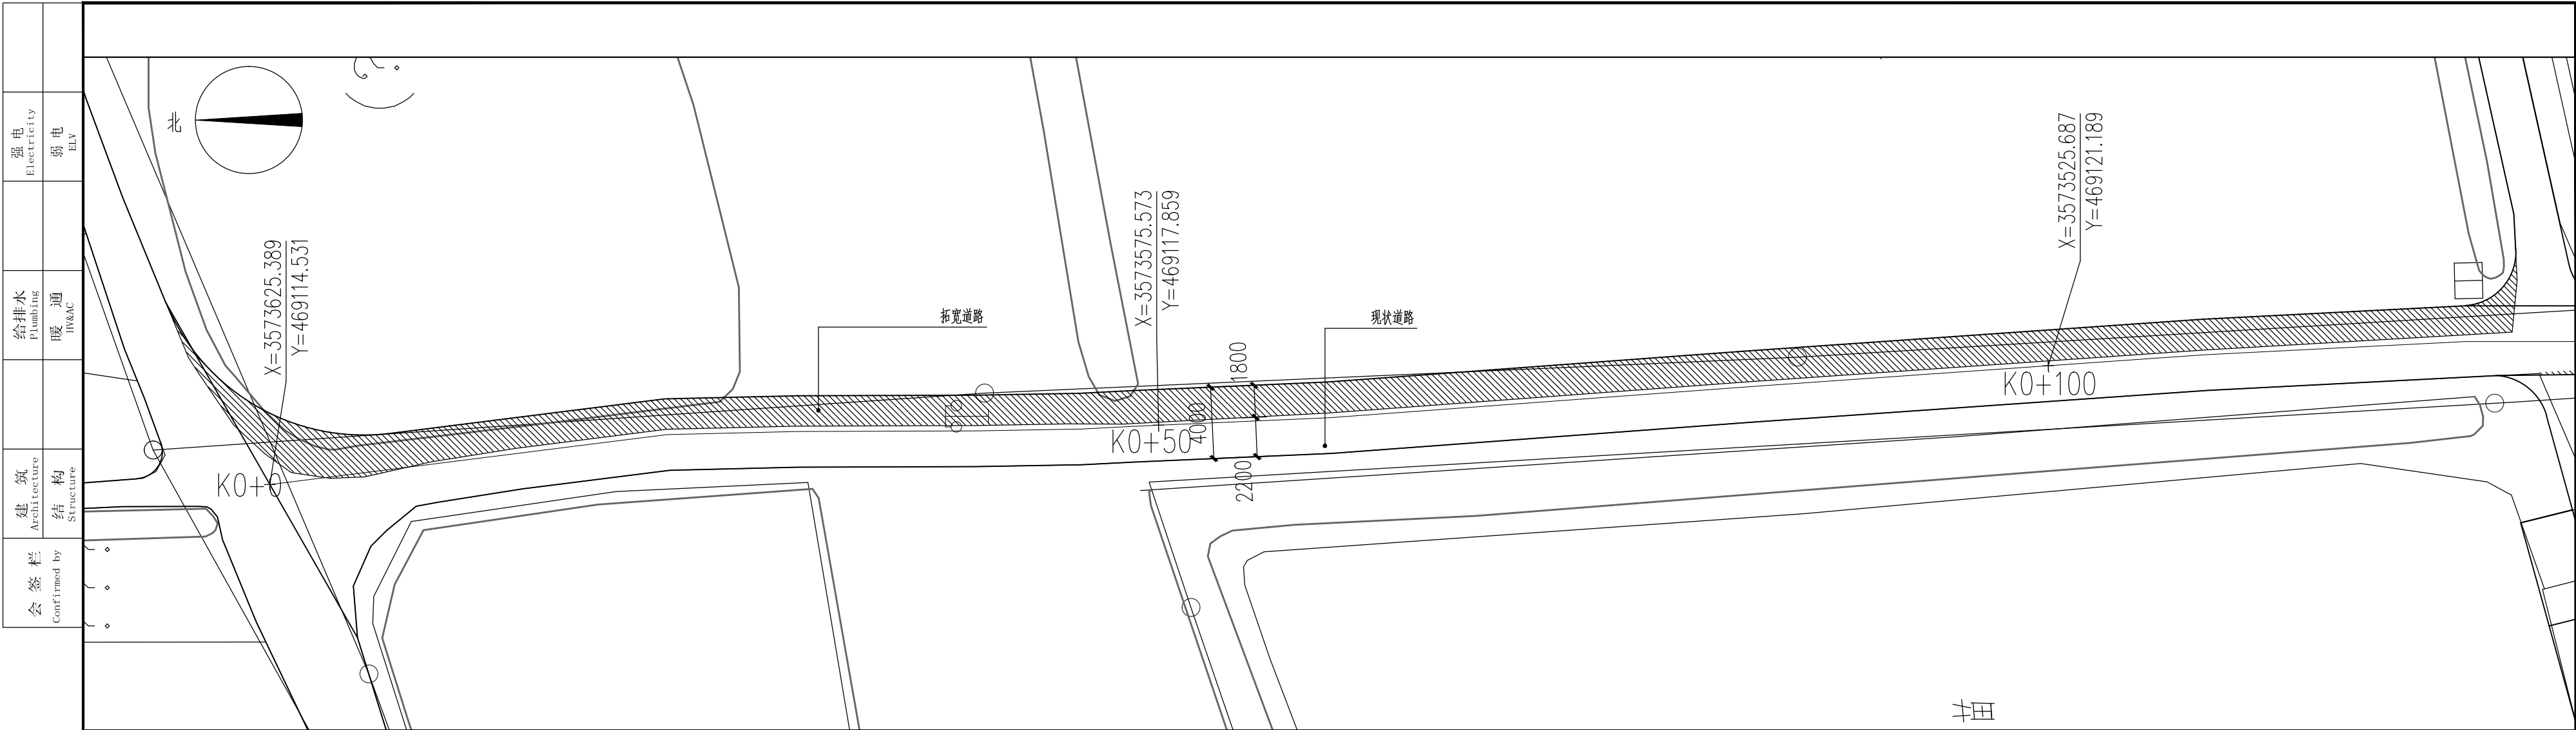 强 电
Electricity
弱 电
ELV
给排水
Plumbing
暖 通
HV&AC
建 筑
Architecture
结 构
Structure
会 签 栏
Confirmed by
北
X=3573625.389
Y=469114.531
K0+0
拓宽道路
X=3573575.573
Y=469117.859
K0+50
4000
1800
2200
现状道路
X=3573525.687
Y=469121.189
K0+100